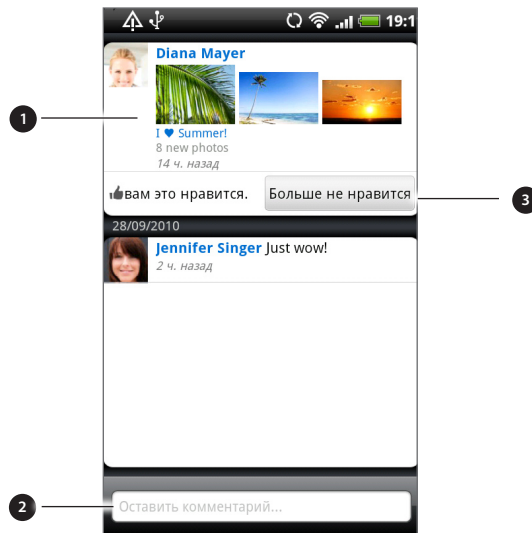 19:1
Diana Mayer
I ♥ Summer!
8 new photos
14 ч. назад
1
вам это нравится.
Больше не нравится
3
28/09/2010
Jennifer Singer Just wow!
2 ч. назад
2
Оставить комментарий...